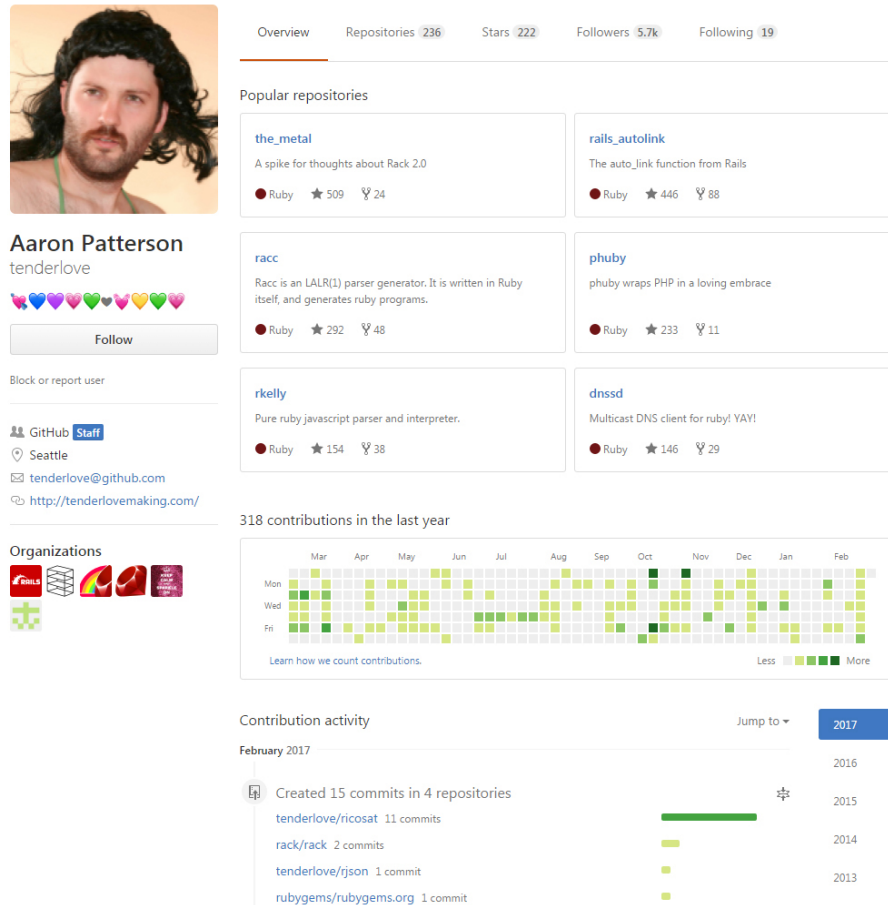 Overview Repositories 236 Stars 222 Followers 5.7k Following 19
Aaron Patterson
tenderlove
Follow
Block or report user
GitHub Staff
Seattle
tenderlove@github.com
http://tenderlovemaking.com/
Organizations
RAILS
KEEP CALM AND SPARKLE ON
Popular repositories
the_metal
A spike for thoughts about Rack 2.0
Ruby 509 24
rails_autolink
The auto_link function from Rails
Ruby 446 88
racc
Racc is an LALR(1) parser generator. It is written in Ruby
itself, and generates ruby programs.
Ruby 292 48
phuby
phuby wraps PHP in a loving embrace
Ruby 233 11
rkelly
Pure ruby javascript parser and interpreter.
Ruby 154 38
dnssd
Multicast DNS client for ruby! YAY!
Ruby 146 29
318 contributions in the last year
Mar Apr May Jun Jul Aug Sep Oct Nov Dec Jan Feb
Mon
Wed
Fri
Learn how we count contributions. Less More
Contribution activity Jump to
2017
2016
2015
2014
2013
February 2017
Created 15 commits in 4 repositories
tenderlove/ricosat 11 commits
rack/rack 2 commits
tenderlove/rjson 1 commit
rubygems/rubygems.org 1 commit